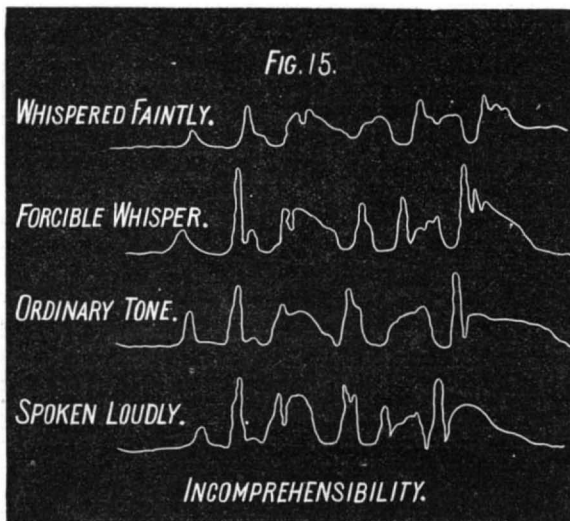 FIG. 15.
WHISPERED FAINTLY.
FORCIBLE WHISPER.
ORDINARY TONE.
SPOKEN LOUDLY.
INCOMPREHENSIBILITY.